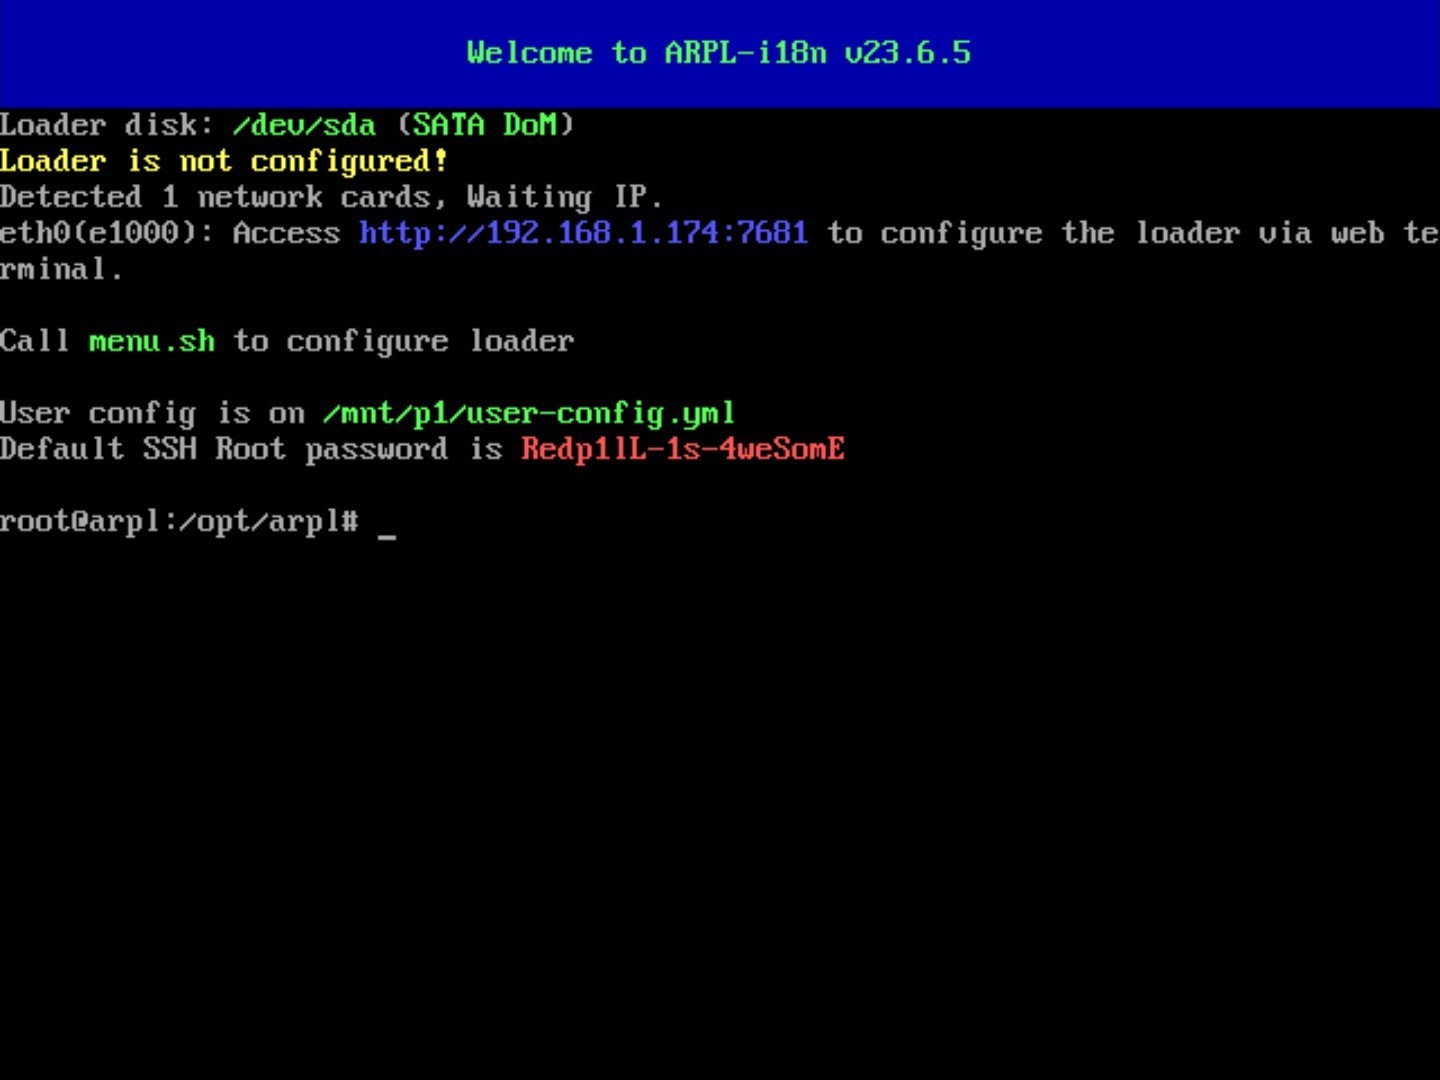 Welcome to ARPL-i18n v23.6.5
Loader disk: /dev/sda (SATA DoM)
Loader is not configured!
Detected 1 network cards, Waiting IP.
eth0(e1000): Access http://192.168.1.174:7681 to configure the loader via web te
rminal.
Call menu.sh to configure loader
User config is on /mnt/p1/user-config.yml
Default SSH Root password is Redp1lL-1s-4weSomE
root@arpl:/opt/arpl# _